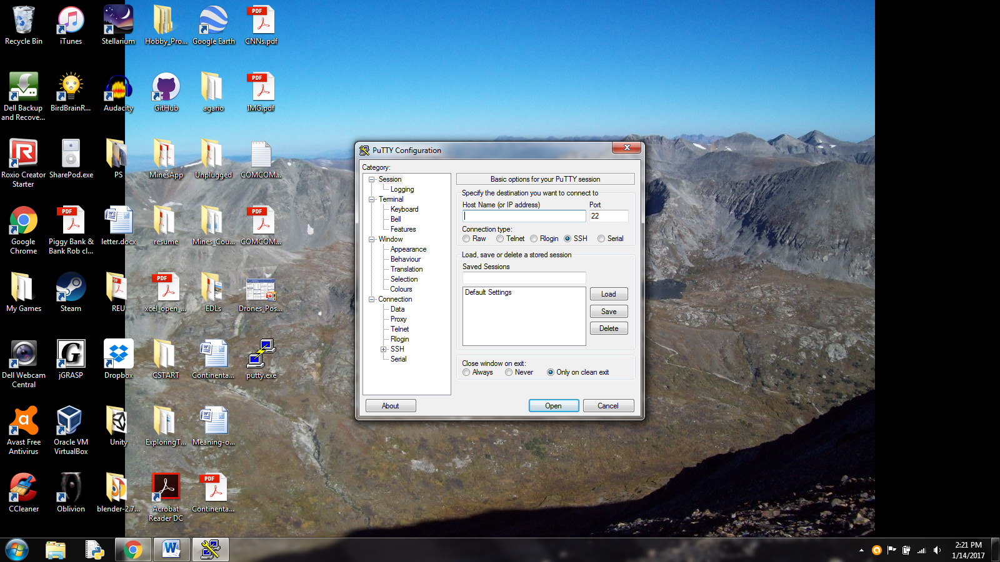 Recycle Bin
iTunes
Stellarium
Hobby_Pro...
Google Earth
PDF
CNNs.pdf
Dell Backup
and Recove...
BirdBrainR...
Audacity
GitHub
agario
PDF
IMG.pdf
Roxio Creator
Starter
SharePod.exe
PS
MinesApp
Unplugged
COMCOM...
Google
Chrome
PDF
Piggy Bank &
Bank Rob cl...
letter.docx
resume
Mines_Cou...
PDF
COMCOM...
My Games
Steam
REU
PDF
xcel_open_...
EDLs
Drones_Pos...
Dell Webcam
Central
jGRASP
Dropbox
CSTART
Continenta...
putty.exe
Avast Free
Antivirus
Oracle VM
VirtualBox
Unity
ExploringT...
Meaning-o...
CCleaner
Oblivion
blender-2.7...
Acrobat
Reader DC
PDF
Continenta...
PuTTY Configuration
Category:
Session
Logging
Terminal
Keyboard
Bell
Features
Window
Appearance
Behaviour
Translation
Selection
Colours
Connection
Data
Proxy
Telnet
Rlogin
SSH
Serial
Basic options for your PuTTY session
Specify the destination you want to connect to
Host Name (or IP address) Port
22
Connection type:
Raw Telnet Rlogin SSH Serial
Load, save or delete a stored session
Saved Sessions
Default Settings
Load
Save
Delete
Close window on exit:
Always Never Only on clean exit
About Open Cancel
2:21 PM
1/14/2017